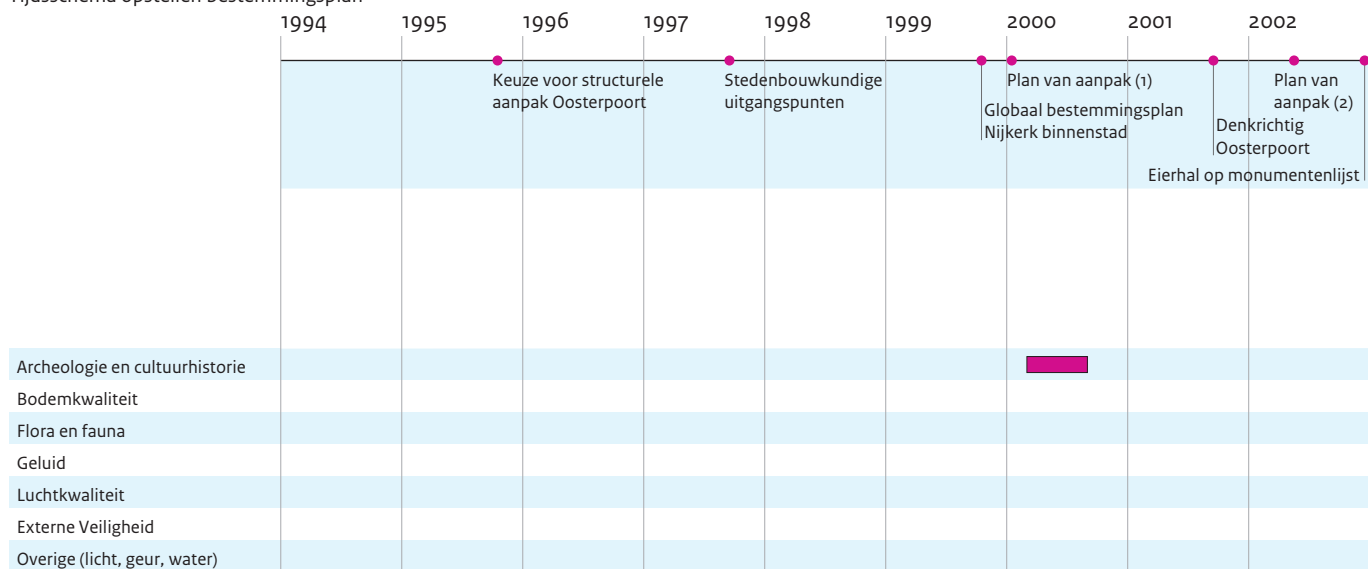 Tijdsschema opstellen bestemmingsplan
1994 1995 1996 1997 1998 1999 2000 2001 2002
Keuze voor structurele
aanpak Oosterpoort
Stedenbouwkundige
uitgangspunten
Plan van aanpak (1)
Globaal bestemmingsplan
Nijkerk binnenstad
Denkrichtig
Oosterpoort
Plan van
aanpak (2)
Eierhal op monumentenlijst
Archeologie en cultuurhistorie
Bodemkwaliteit
Flora en fauna
Geluid
Luchtkwaliteit
Externe Veiligheid
Overige (licht, geur, water)